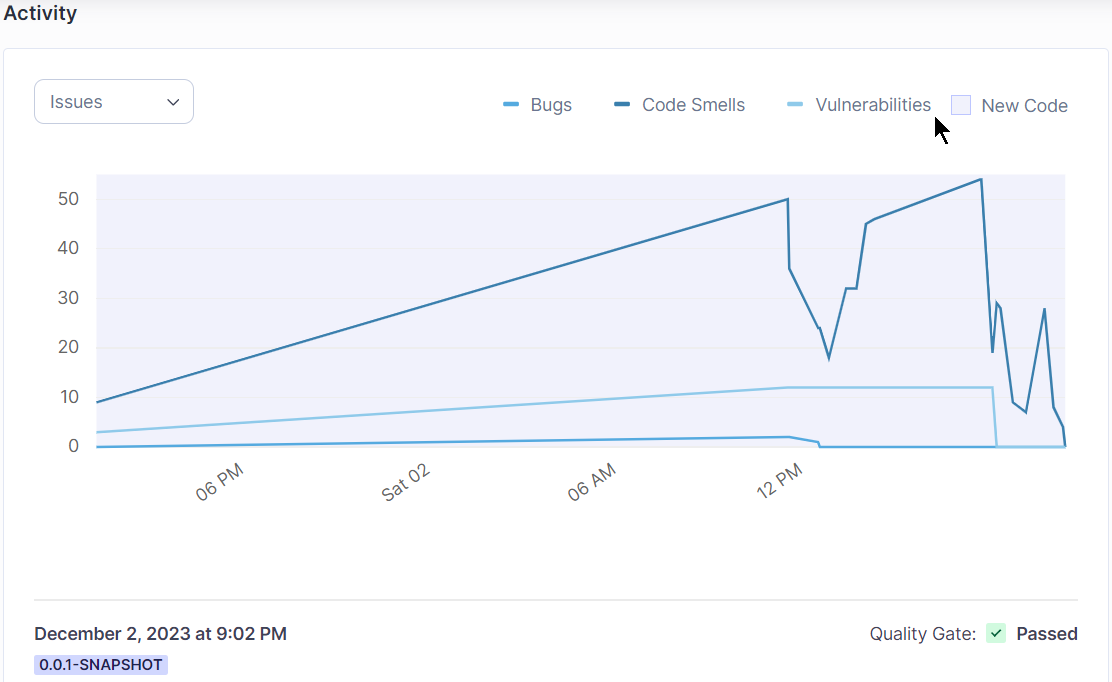 Activity
Issues
Bugs Code Smells Vulnerabilities New Code
50
40
30
20
10
0
06 PM Sat 02 06 AM 12 PM
December 2, 2023 at 9:02 PM Quality Gate: Passed
0.0.1-SNAPSHOT